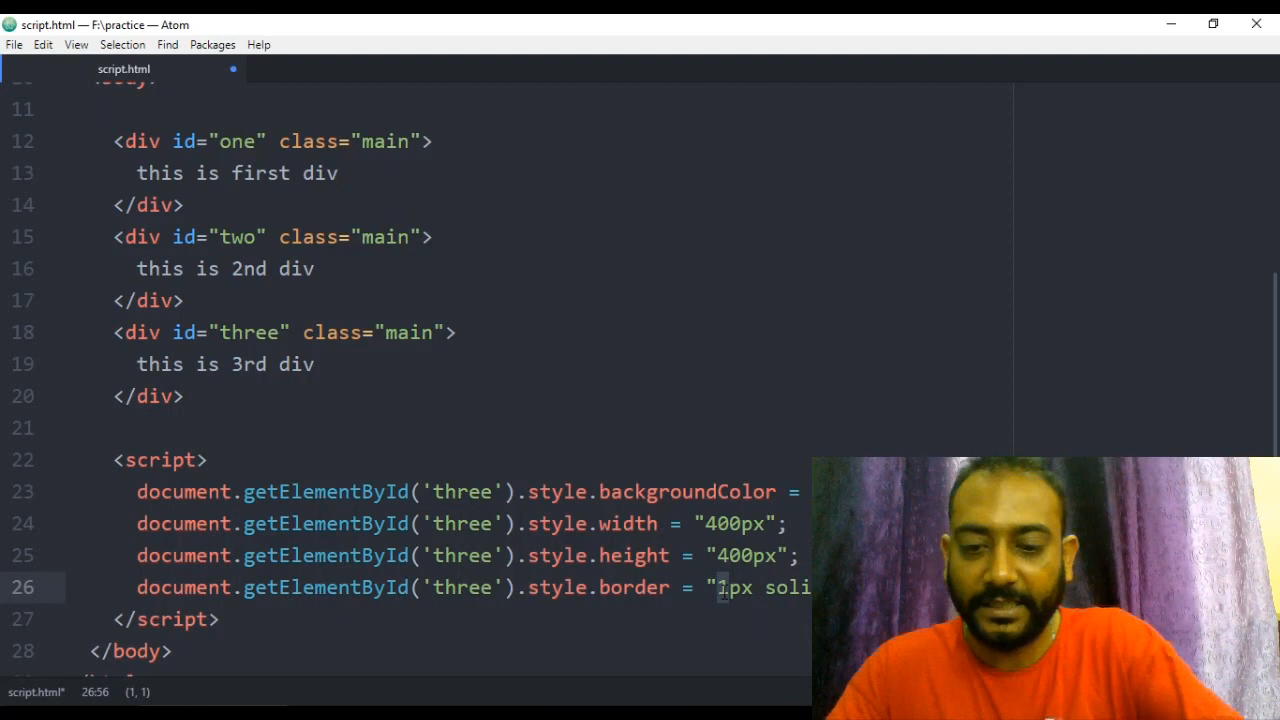 script.html — F:\practice — Atom
File Edit View Selection Find Packages Help
script.html
11
12 <div id="one" class="main">
13 this is first div
14 </div>
15 <div id="two" class="main">
16 this is 2nd div
17 </div>
18 <div id="three" class="main">
19 this is 3rd div
20 </div>
21
22 <script>
23 document.getElementById('three').style.backgroundColor =
24 document.getElementById('three').style.width = "400px";
25 document.getElementById('three').style.height = "400px";
26 document.getElementById('three').style.border = "1px soli
27 </script>
28 </body>
script.html* 26:56 (1, 1)